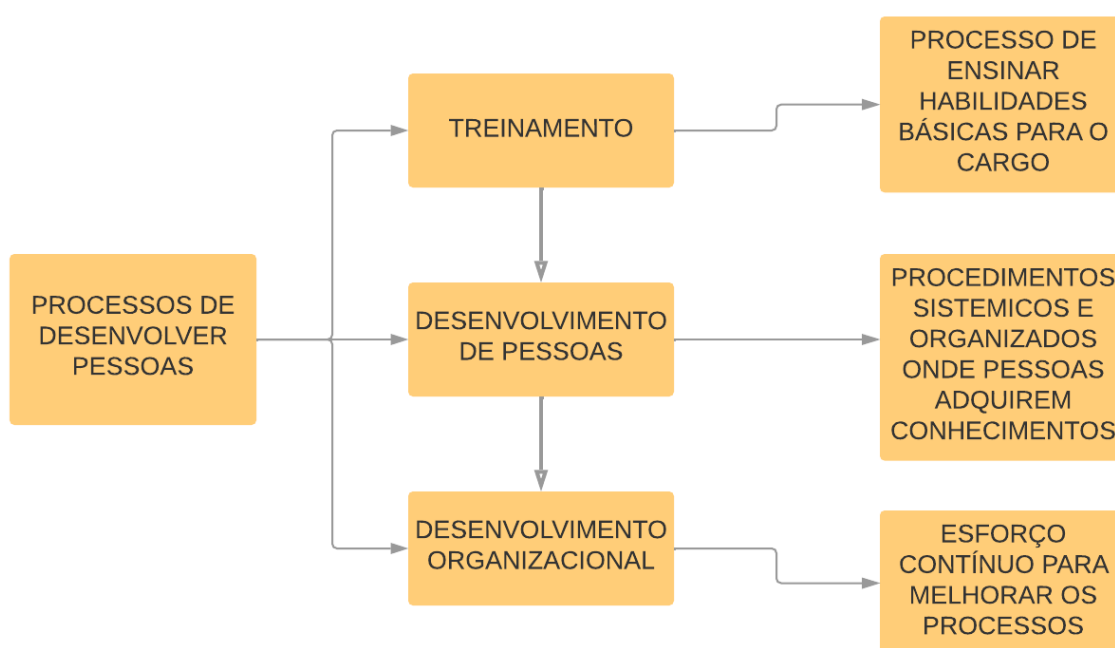 PROCESSOS DE
DESENVOLVER
PESSOAS
TREINAMENTO
DESENVOLVIMENTO
DE PESSOAS
DESENVOLVIMENTO
ORGANIZACIONAL
PROCESSO DE
ENSINAR
HABILIDADES
BÁSICAS PARA O
CARGO
PROCEDIMENTOS
SISTEMICOS E
ORGANIZADOS
ONDE PESSOAS
ADQUIREM
CONHECIMENTOS
ESFORÇO
CONTÍNUO PARA
MELHORAR OS
PROCESSOS